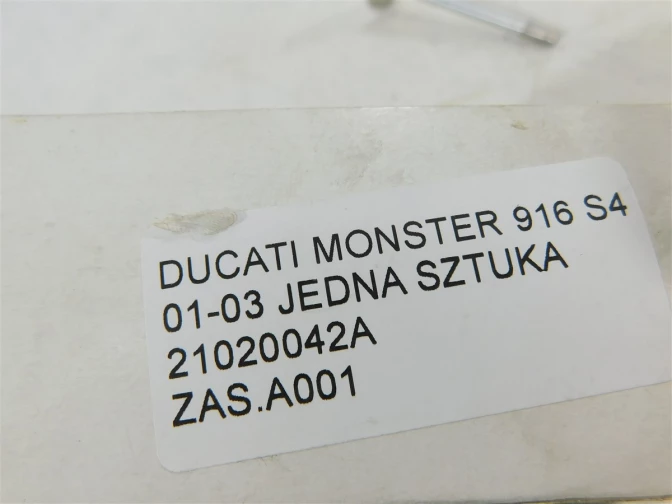 DUCATI MONSTER 916 S4
01-03 JEDNA SZTUKA
21020042A
ZAS.A001